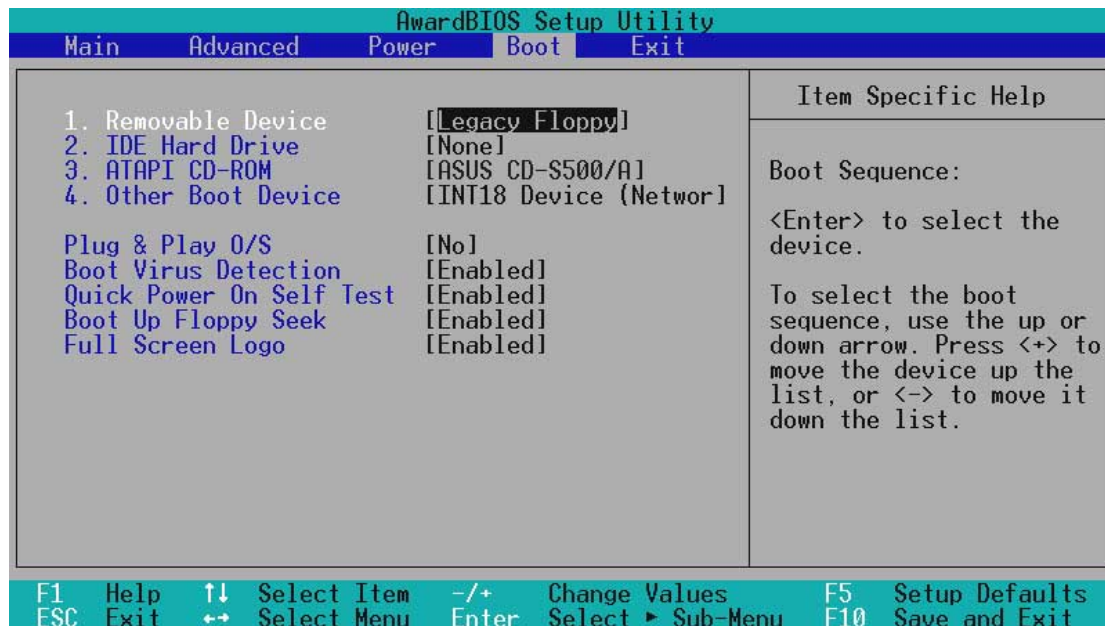 AwardBIOS Setup Utility
Main Advanced Power Boot Exit
1. Removable Device [Legacy Floppy]
2. IDE Hard Drive [None]
3. ATAPI CD-ROM [ASUS CD-S500/A]
4. Other Boot Device [INT18 Device (Networ]
Plug & Play O/S [No]
Boot Virus Detection [Enabled]
Quick Power On Self Test [Enabled]
Boot Up Floppy Seek [Enabled]
Full Screen Logo [Enabled]
Item Specific Help
Boot Sequence:
<Enter> to select the
device.
To select the boot
sequence, use the up or
down arrow. Press <+> to
move the device up the
list, or <-> to move it
down the list.
F1 Help ↑↓ Select Item -/+ Change Values F5 Setup Defaults
ESC Exit ←→ Select Menu Enter Select ► Sub-Menu F10 Save and Exit